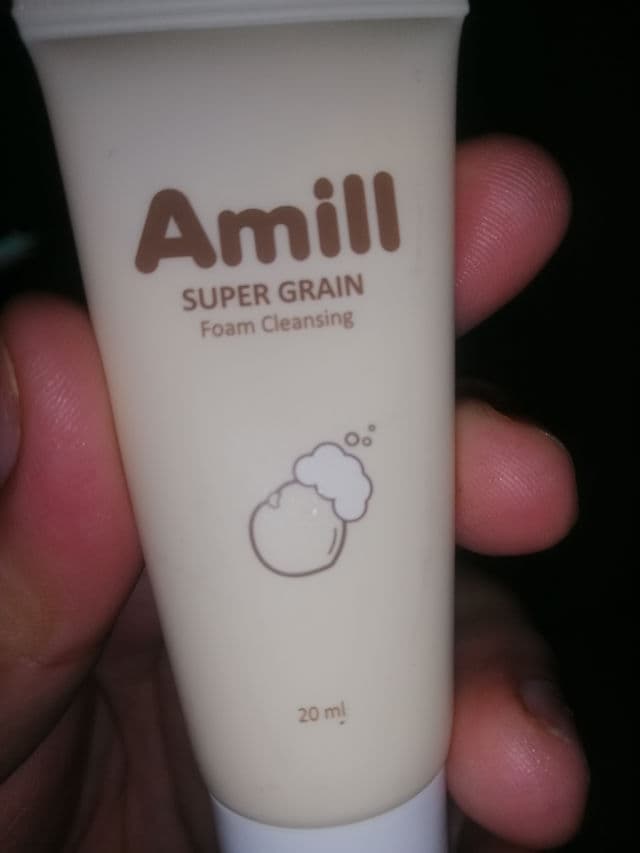 Amill
SUPER GRAIN
Foam Cleansing
20 ml